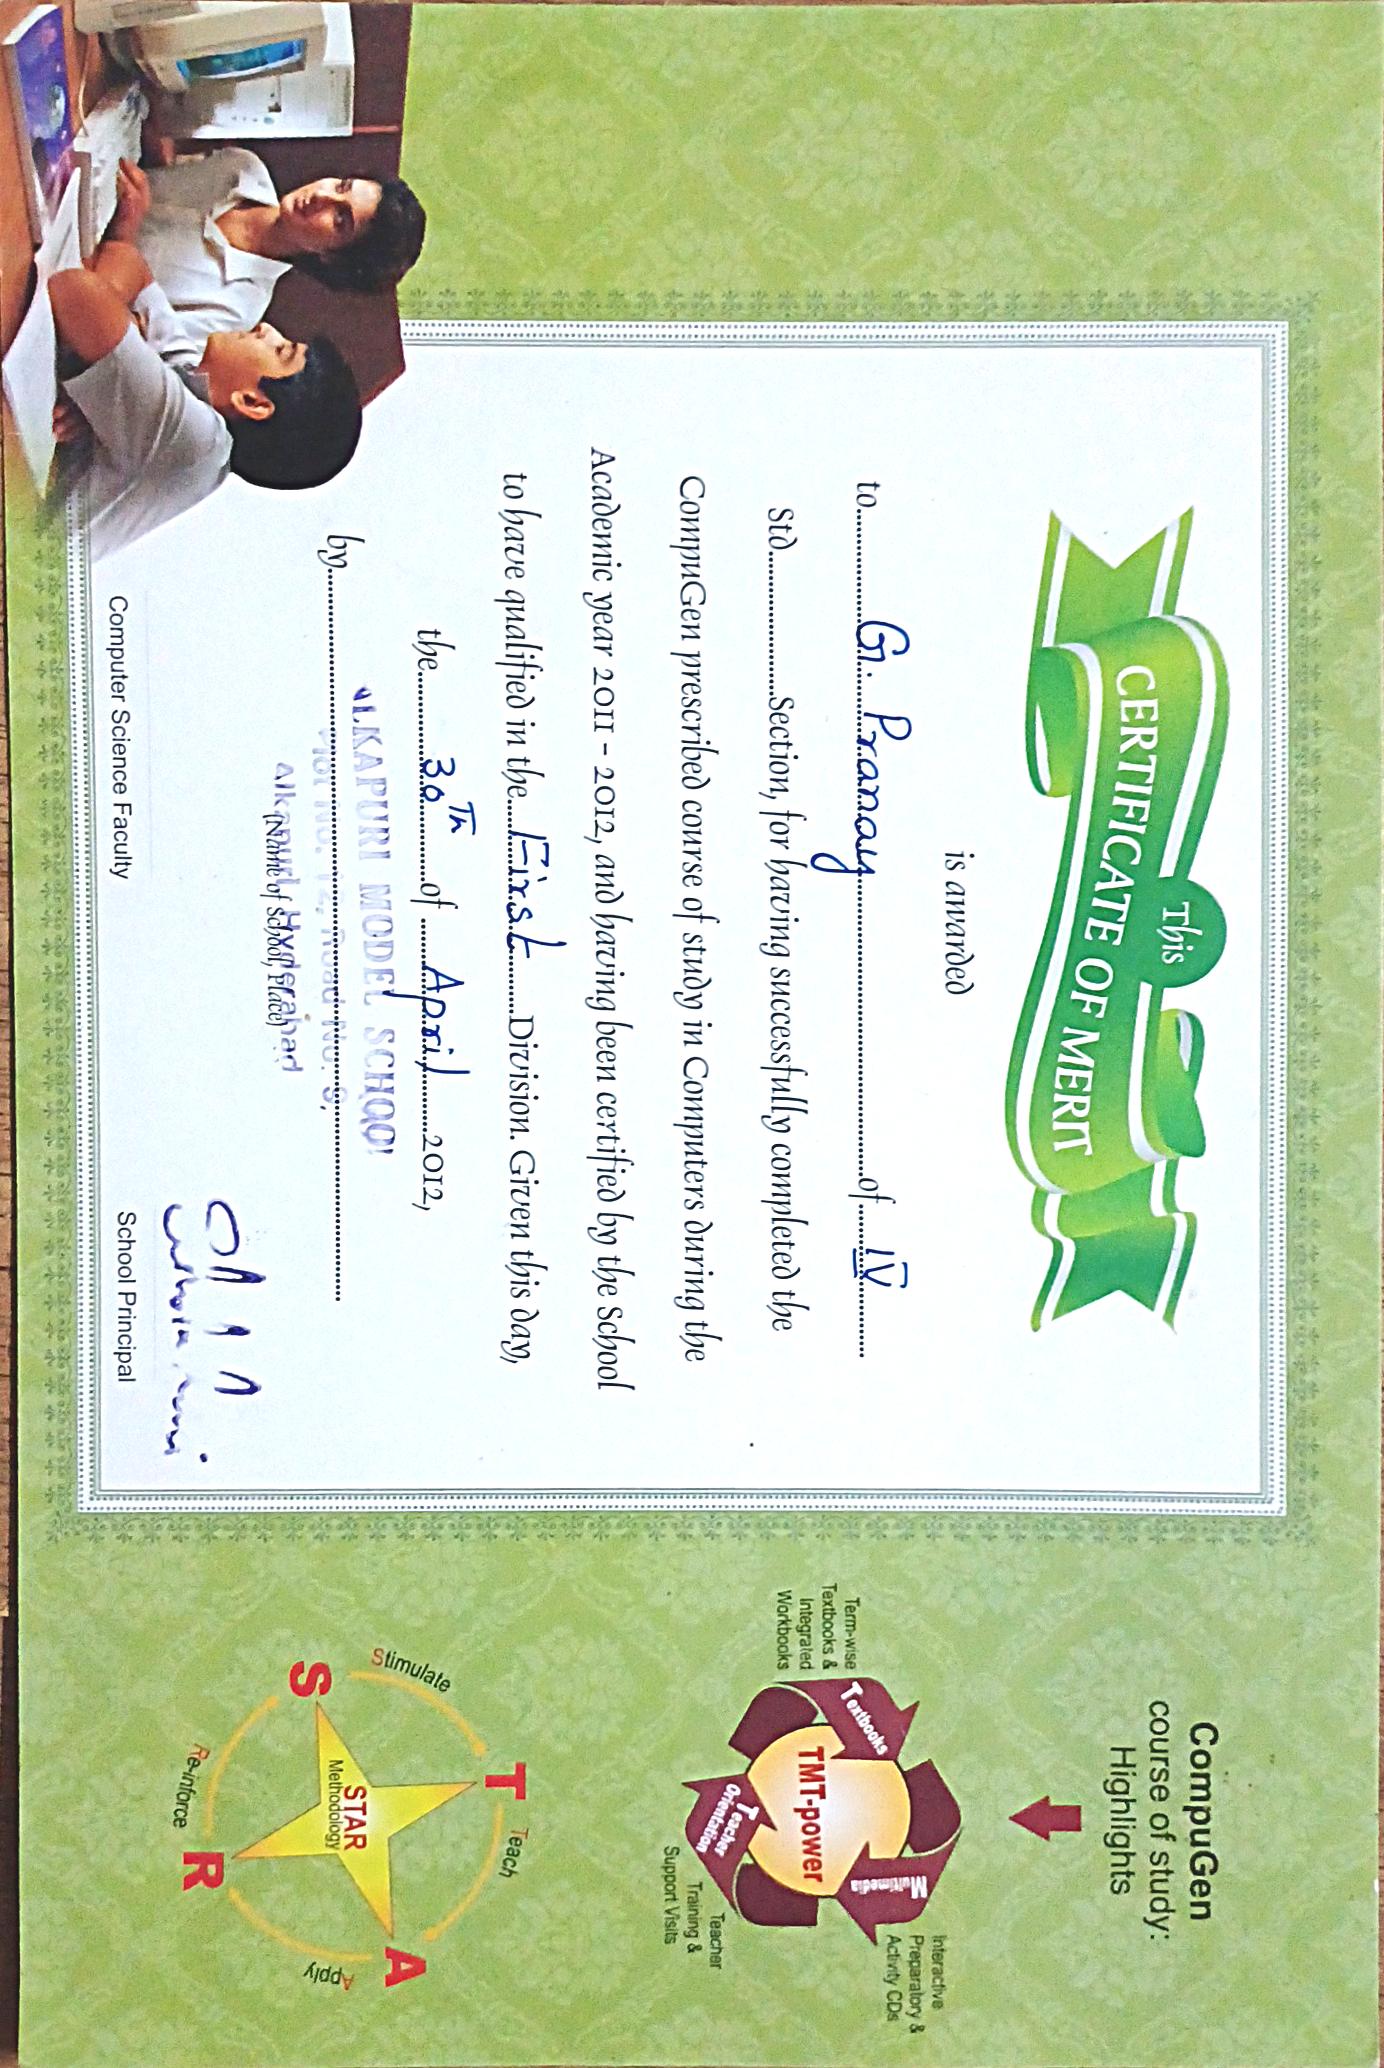 This
CERTIFICATE OF MERIT
is awarded
to G. Pranay of IV
Std. Section, for having successfully completed the
CompuGen prescribed course of study in Computers during the
Academic year 2011 - 2012, and having been certified by the School
to have qualified in the First Division. Given this day,
the 30Th of April 2012,
ALKAPURI MODEL SCHOOL
by
Road No. 9,
Alkapuri, Hyderabad
(Name of School, Place)
Computer Science Faculty
School Principal
CompuGen
course of study:
Highlights
Term-wise
Textbooks &
Integrated
Workbooks
Textbooks
Interactive
Preparatory &
Activity CDs
Multimedia
TMT-power
Teacher
Orientation
Teacher
Training &
Support Visits
Stimulate
S
T
Teach
STAR
Methodology
Re-inforce
R
A
Apply